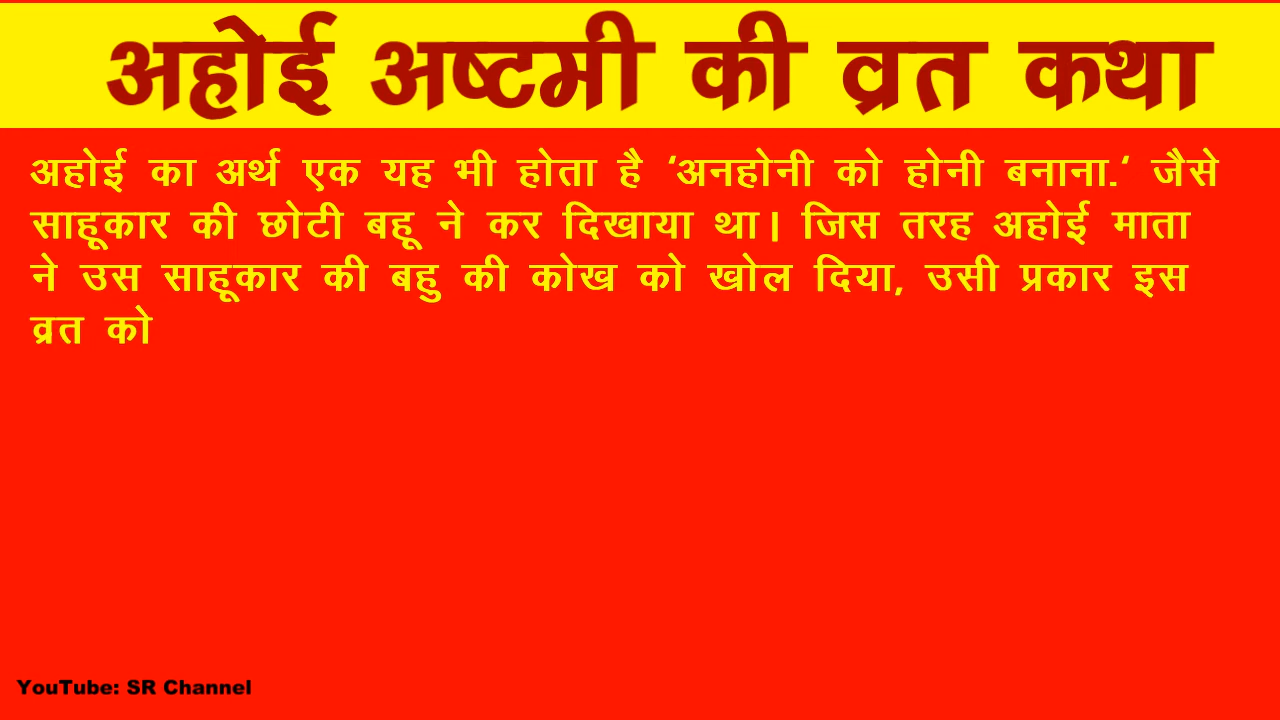 अहोई अष्टमी की व्रत कथा
अहोई का अर्थ एक यह भी होता है ‘अनहोनी को होनी बनाना.’ जैसे
साहूकार की छोटी बहू ने कर दिखाया था। जिस तरह अहोई माता
ने उस साहूकार की बहु की कोख को खोल दिया, उसी प्रकार इस
व्रत को
YouTube: SR Channel